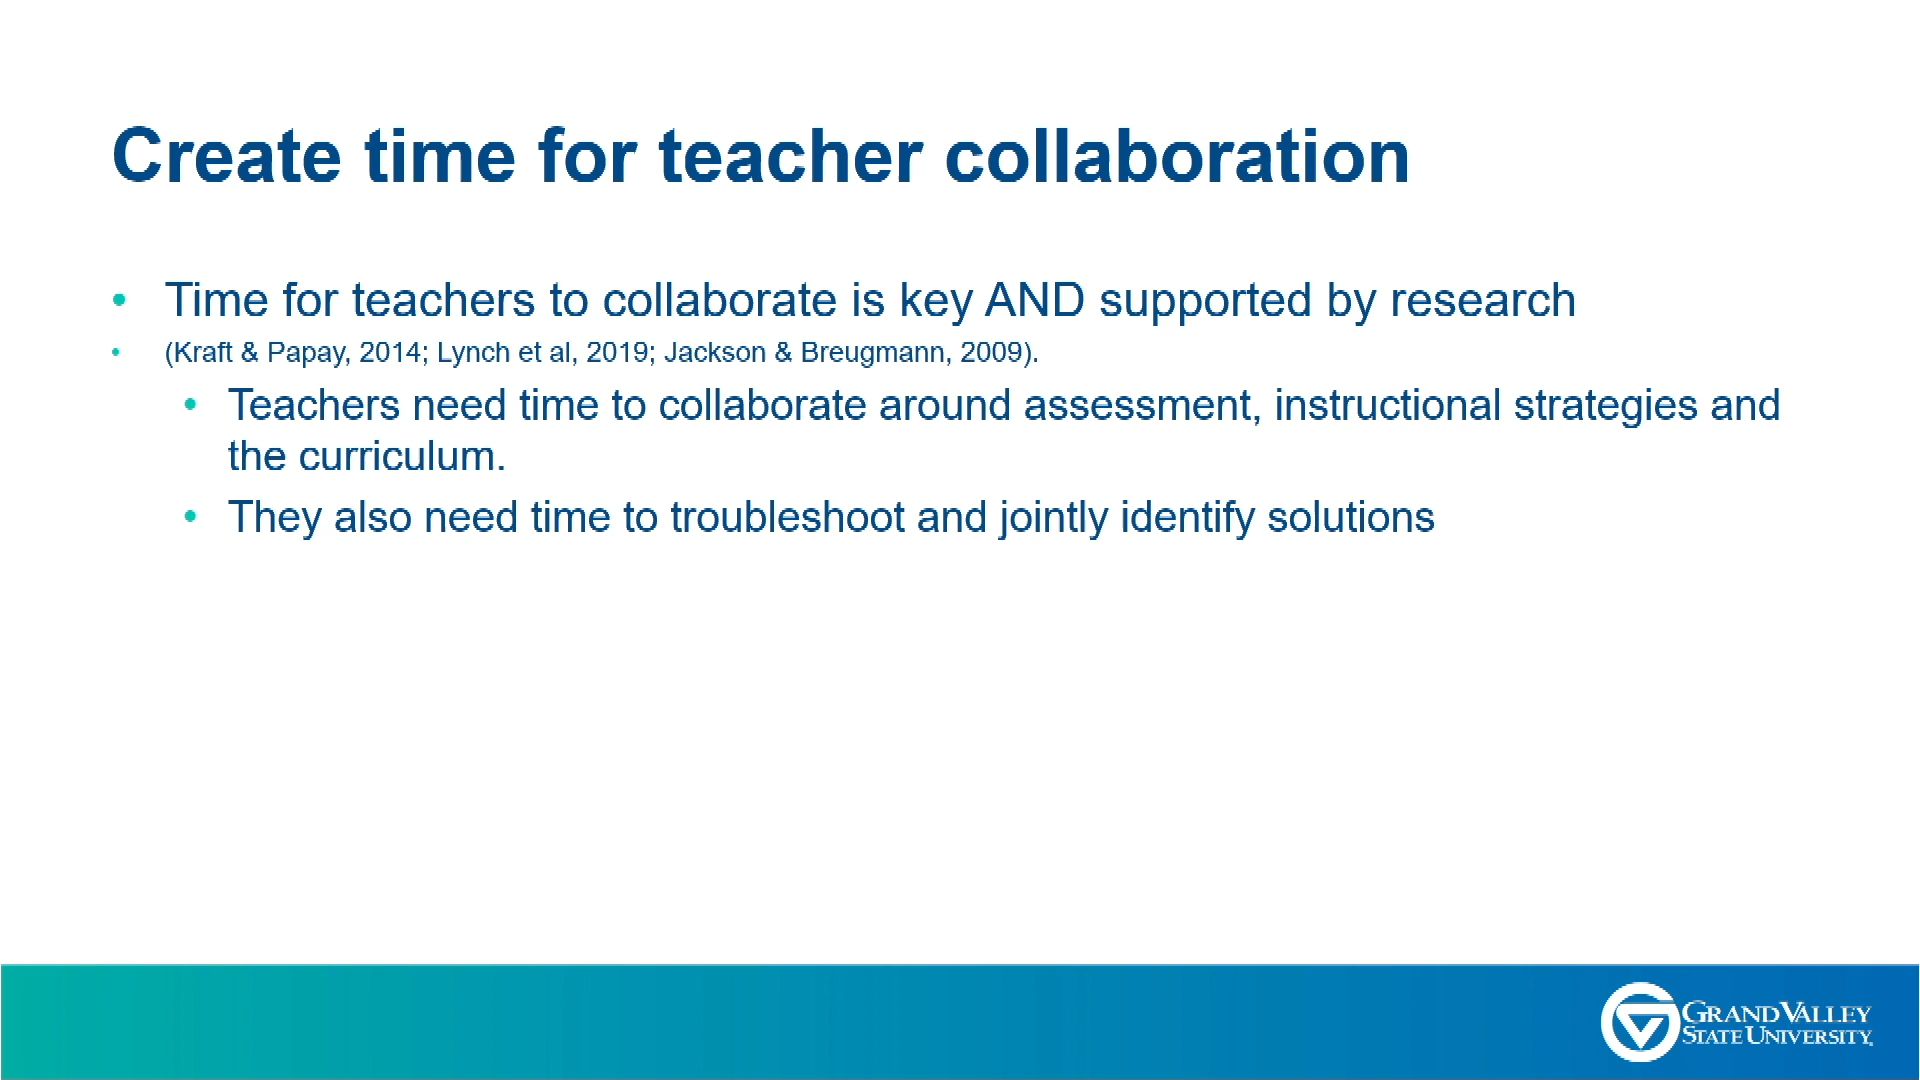 Create time for teacher collaboration
• Time for teachers to collaborate is key AND supported by research
• (Kraft & Papay, 2014; Lynch et al, 2019; Jackson & Breugmann, 2009).
• Teachers need time to collaborate around assessment, instructional strategies and
the curriculum.
• They also need time to troubleshoot and jointly identify solutions
GRANDVALLEY
STATE UNIVERSITY.